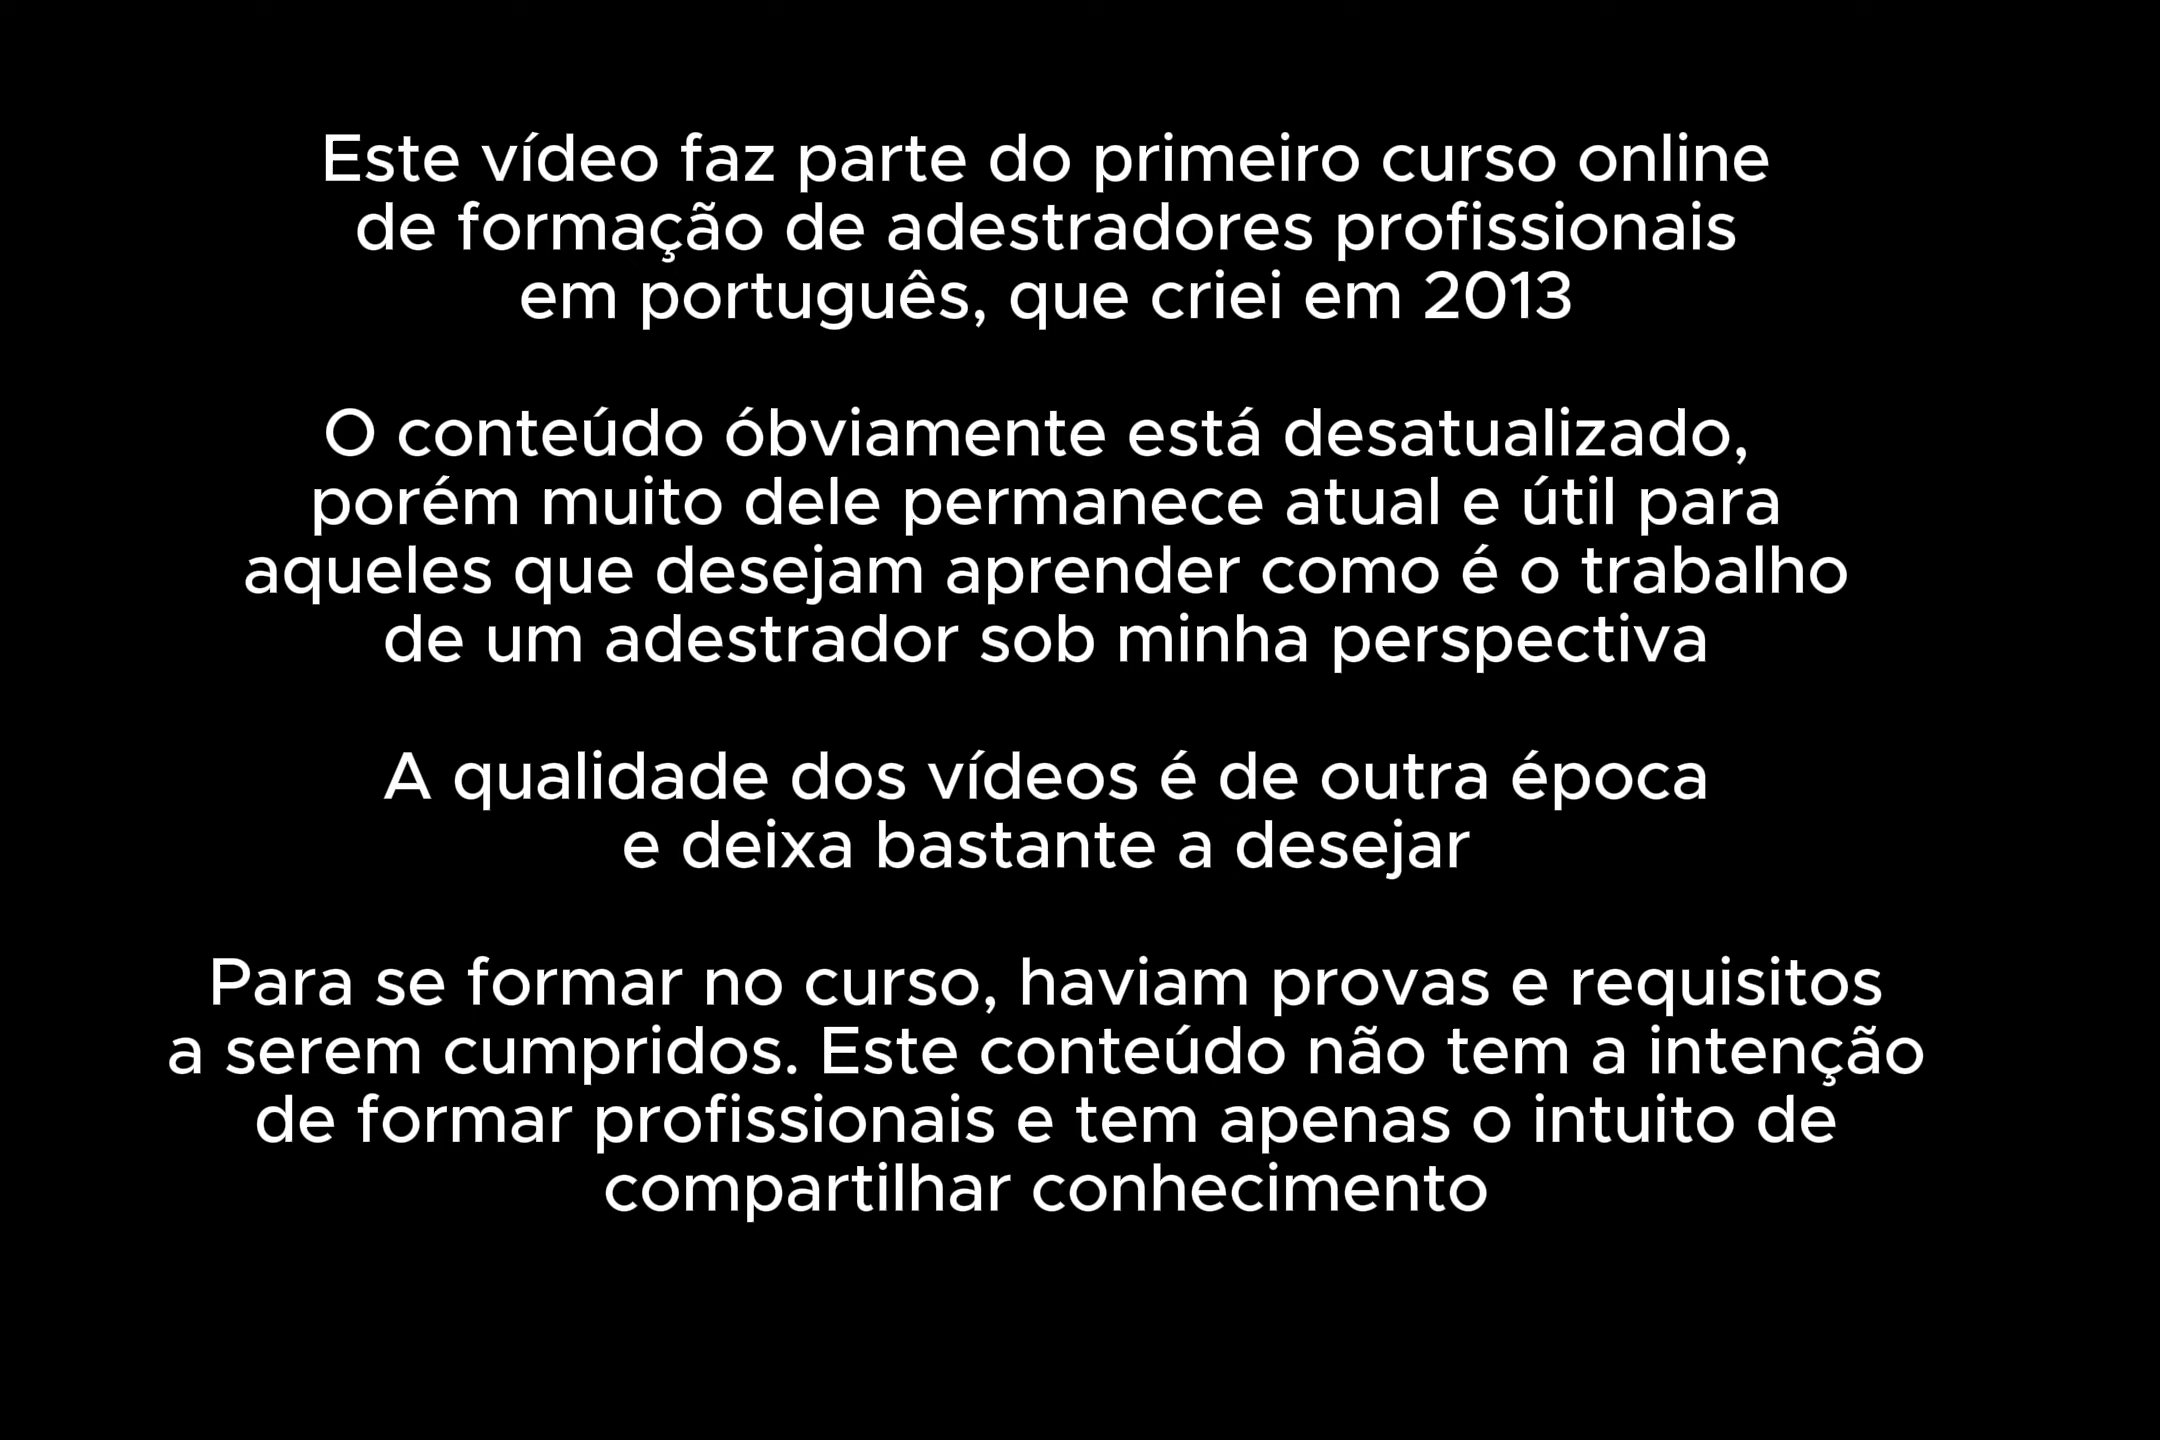 Este vídeo faz parte do primeiro curso online
de formação de adestradores profissionais
em português, que criei em 2013
O conteúdo óbviamente está desatualizado,
porém muito dele permanece atual e útil para
aqueles que desejam aprender como é o trabalho
de um adestrador sob minha perspectiva
A qualidade dos vídeos é de outra época
e deixa bastante a desejar
Para se formar no curso, haviam provas e requisitos
a serem cumpridos. Este conteúdo não tem a intenção
de formar profissionais e tem apenas o intuito de
compartilhar conhecimento